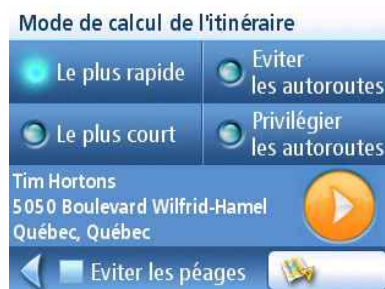 Mode de calcul de l'itinéraire
Le plus rapide
Eviter
les autoroutes
Le plus court
Privilégier
les autoroutes
Tim Hortons
5050 Boulevard Wilfrid-Hamel
Québec, Québec
Eviter les péages